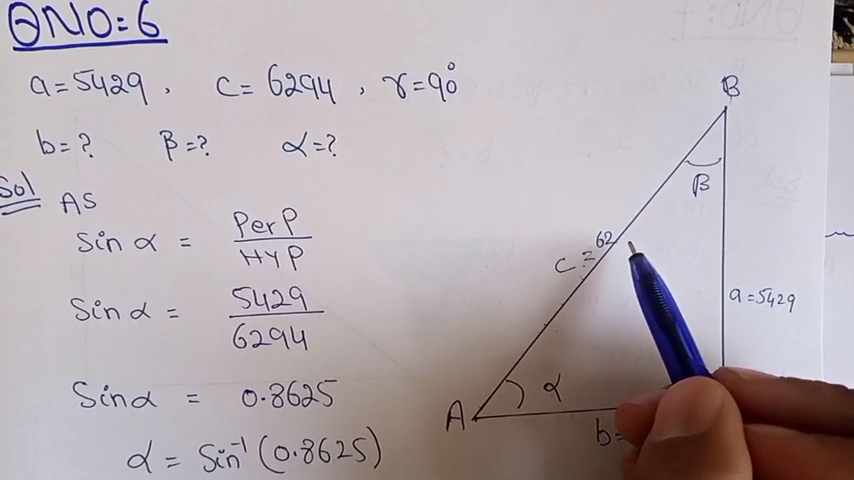 QNO:6
a=5429, c=6294, γ=90°
b=? β=? α=?
Sol AS
Sin α = PerP / HYP
Sin α = 5429 / 6294
Sin α = 0.8625
α = Sin⁻¹(0.8625)
B
β
c = 62
a=5429
A α
b=